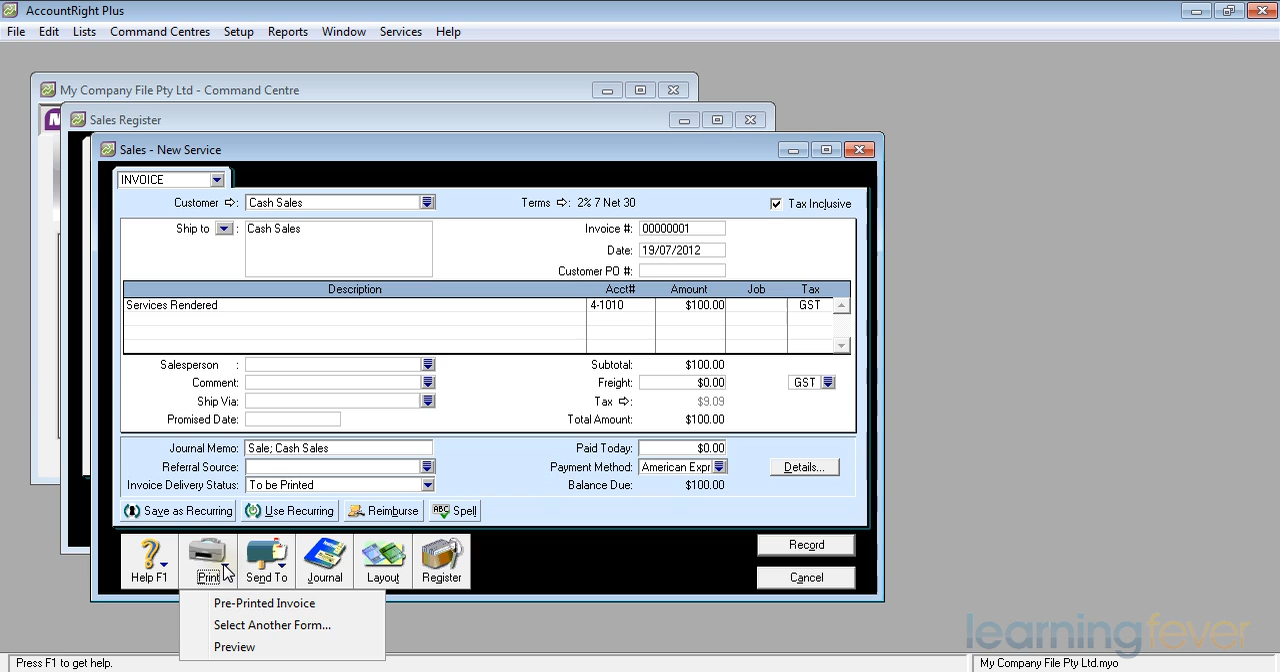 AccountRight Plus
File Edit Lists Command Centres Setup Reports Window Services Help
My Company File Pty Ltd - Command Centre
Sales Register
Sales - New Service
INVOICE
Customer : Cash Sales Terms : 2% 7 Net 30 Tax Inclusive
Ship to : Cash Sales Invoice #: 00000001
Date: 19/07/2012
Customer PO #:
Description Acct# Amount Job Tax
Services Rendered 4-1010 $100.00 GST
Salesperson : Subtotal: $100.00
Comment: Freight: $0.00 GST
Ship Via: Tax : $9.09
Promised Date: Total Amount: $100.00
Journal Memo: Sale; Cash Sales Paid Today: $0.00
Referral Source: Payment Method: American Expr Details...
Invoice Delivery Status: To be Printed Balance Due: $100.00
Save as Recurring Use Recurring Reimburse ABC Spell
Help F1 Print Send To Journal Layout Register
Record
Cancel
Pre-Printed Invoice
Select Another Form...
Preview
learningfever
Press F1 to get help. My Company File Pty Ltd.myo